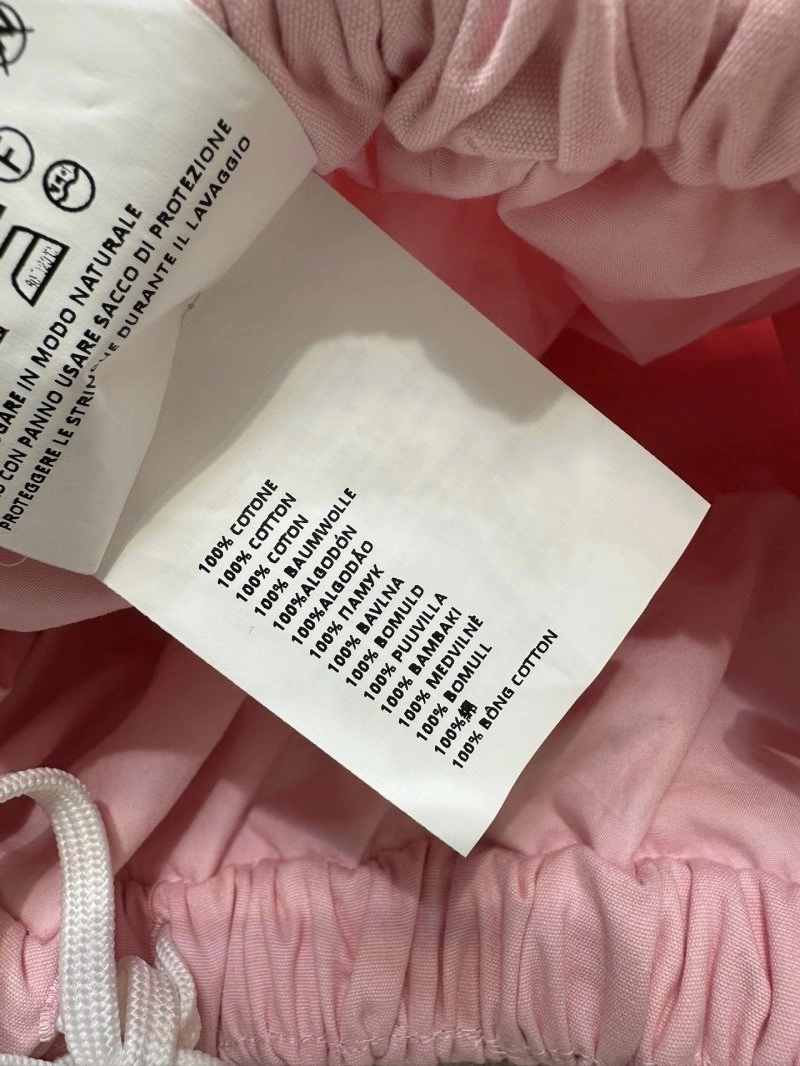 GARE IN MODO NATURALE
CON PANNO USARE SACCO DI PROTEZIONE
PROTEGGERE LE DURANTE IL LAVAGGIO
F
100% COTONE
100% COTTON
100% COTON
100% BAUMWOLLE
100%ALGODÓN
100%ALGODÃO
100% ПАМУК
100% BAVLNA
100% BOMULD
100% PUUVILLA
100% BAMBAKI
100% MEDVILNĖ
100% BOMULL
100%
100% BÔNG COTTON